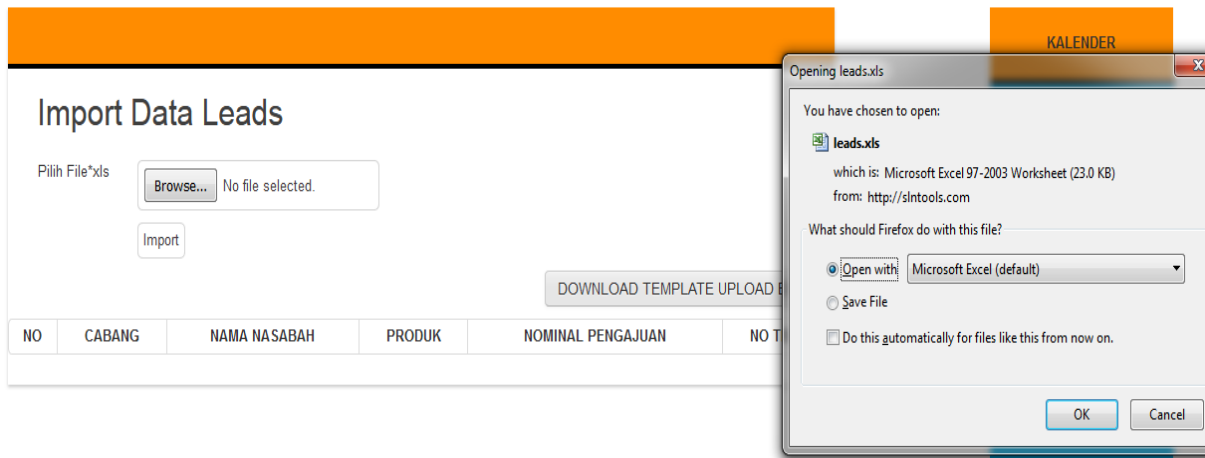 KALENDER
Import Data Leads
Pilih File*xls
Browse... No file selected.
Import
DOWNLOAD TEMPLATE UPLOAD
NO CABANG NAMA NASABAH PRODUK NOMINAL PENGAJUAN NO
Opening leads.xls
X
You have chosen to open:
leads.xls
which is: Microsoft Excel 97-2003 Worksheet (23.0 KB)
from: http://slntools.com
What should Firefox do with this file?
Open with Microsoft Excel (default)
Save File
Do this automatically for files like this from now on.
OK Cancel